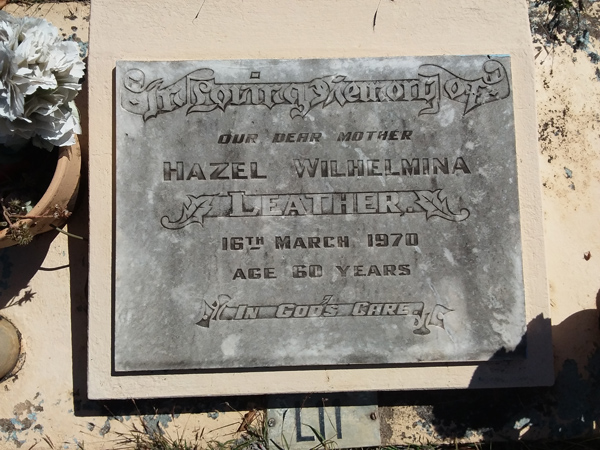 In Loving Memory of
OUR DEAR MOTHER
HAZEL WILHELMINA
LEATHER.
16TH MARCH 1970
AGE 60 YEARS
IN GOD'S CARE